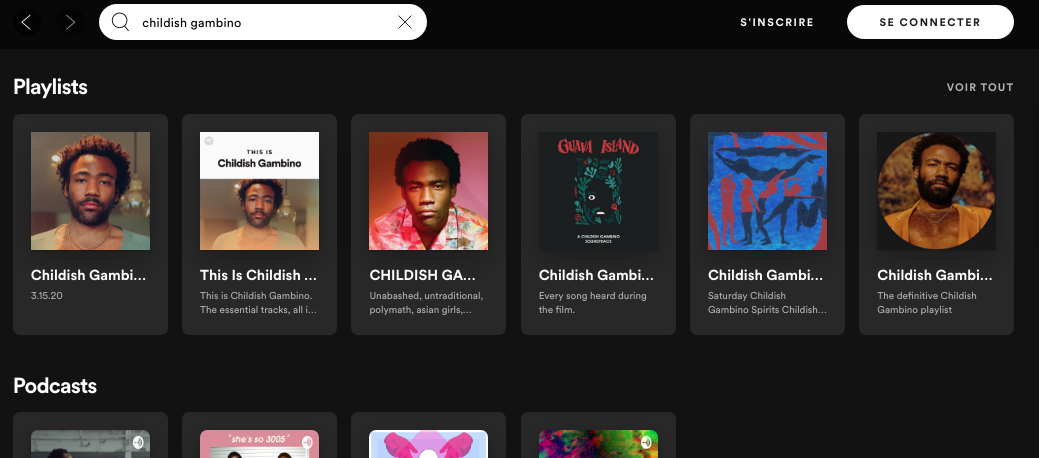 childish gambino
S'INSCRIRE
SE CONNECTER
Playlists
VOIR TOUT
THIS IS
Childish Gambino
GUAVA ISLAND
A CHILDISH GAMBINO
SOUNDTRACK
Childish Gambi...
3.15.20
This Is Childish ...
This is Childish Gambino.
The essential tracks, all i...
CHILDISH GA...
Unabashed, untraditional,
polymath, asian girls,...
Childish Gambi...
Every song heard during
the film.
Childish Gambi...
Saturday Childish
Gambino Spirits Childish...
Childish Gambi...
The definitive Childish
Gambino playlist
Podcasts
"she's so 3005"